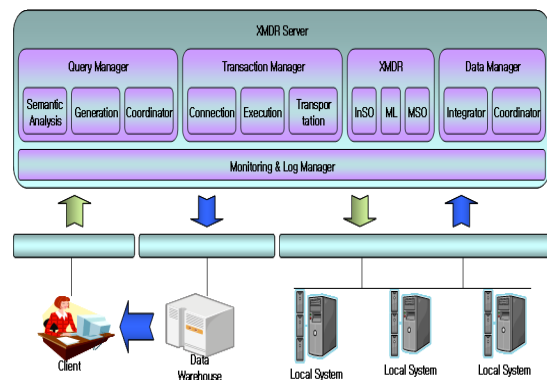 XMDR Server
Query Manager
Transaction Manager
XMDR
Data Manager
Semantic
Analysis
Generation
Coordinator
Connection
Execution
Transpor
tation
InSO
ML
MSO
Integrator
Coordinator
Monitoring & Log Manager
Client
Data
Warehouse
Local System
Local System
Local System